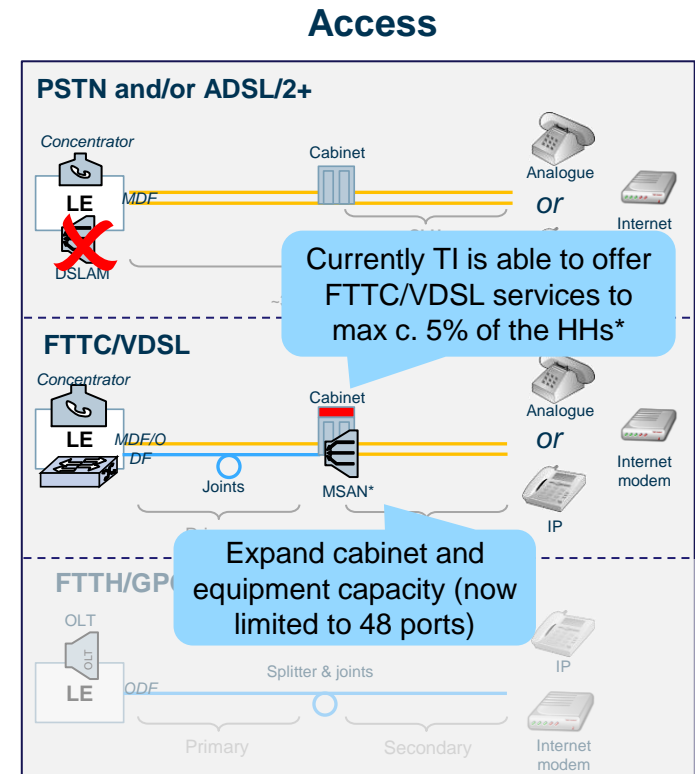 Access
PSTN and/or ADSL/2+
Concentrator
Cabinet
Analogue
LE
MDF
or
Internet
DSLAM
Currently TI is able to offer
FTTC/VDSL services to
max c. 5% of the HHs*
FTTC/VDSL
Concentrator
Cabinet
Analogue
LE
MDF/O
DF
or
Internet
modem
Joints
MSAN*
IP
Expand cabinet and
equipment capacity (now
limited to 48 ports)
OLT
OLT
LE
ODF
Splitter & joints
IP
Primary
Secondary
Internet
modem